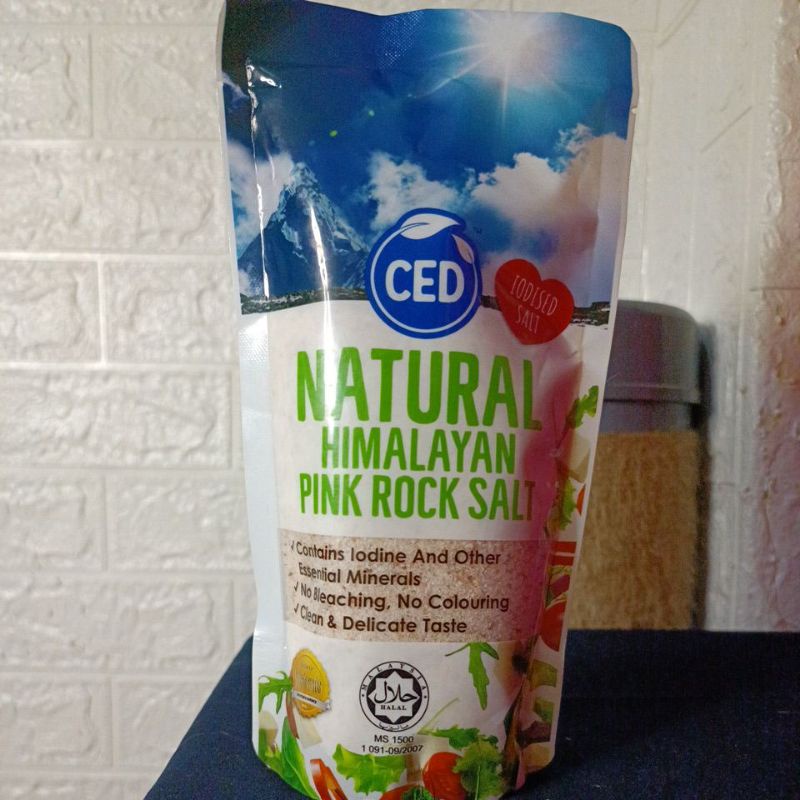 CED
IODISED
SALT
NATURAL
HIMALAYAN
PINK ROCK SALT
✓ Contains Iodine And Other
Essential Minerals
✓ No Bleaching, No Colouring
✓ Clean & Delicate Taste
MALAYSIA
حلال
HALAL
ماليزيا
MS 1500
1 091-09/2007